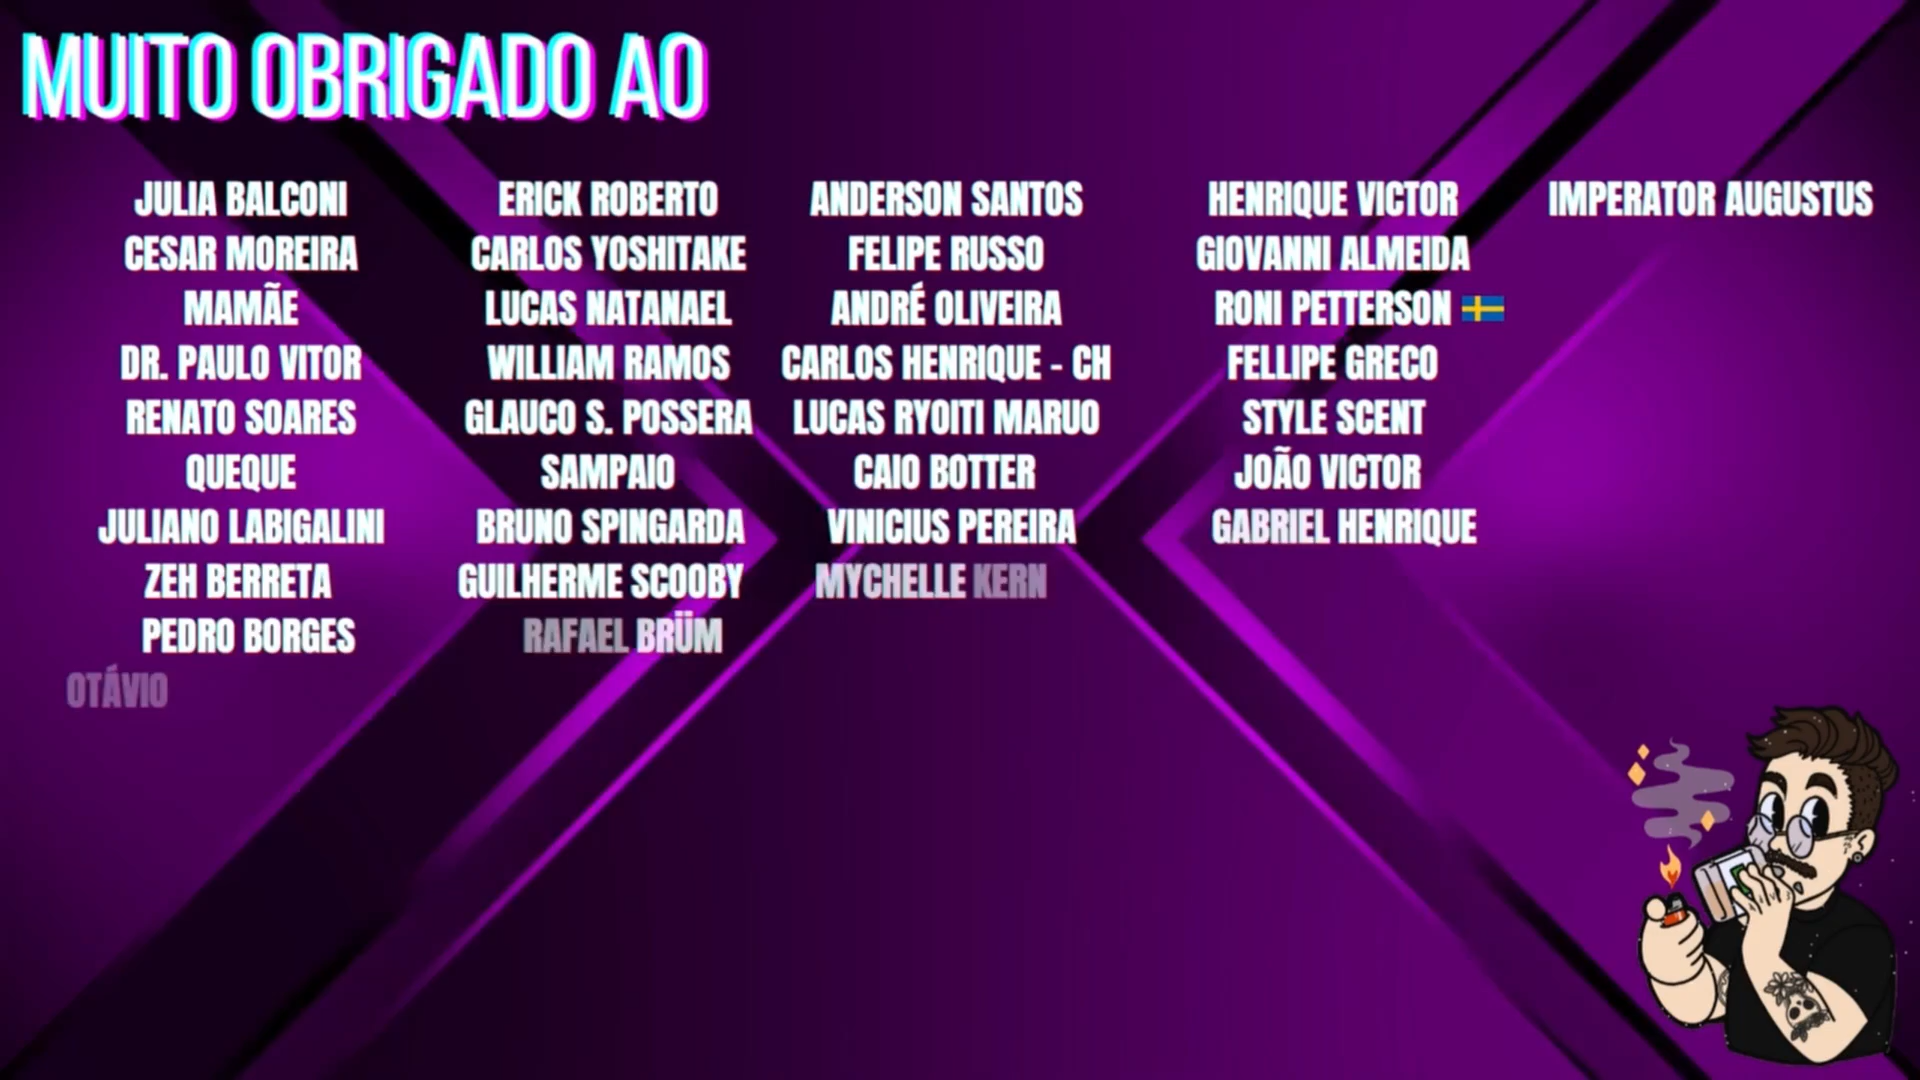 MUITO OBRIGADO AO
JULIA BALCONI
CESAR MOREIRA
MAMÃE
DR. PAULO VITOR
RENATO SOARES
QUEQUE
JULIANO LABIGALINI
ZEH BERRETA
PEDRO BORGES
OTÁVIO
ERICK ROBERTO
CARLOS YOSHITAKE
LUCAS NATANAEL
WILLIAM RAMOS
GLAUCO S. POSSERA
SAMPAIO
BRUNO SPINGARDA
GUILHERME SCOOBY
RAFAEL BRÜM
ANDERSON SANTOS
FELIPE RUSSO
ANDRÉ OLIVEIRA
CARLOS HENRIQUE - CH
LUCAS RYOITI MARUO
CAIO BOTTER
VINICIUS PEREIRA
MYCHELLE KERN
HENRIQUE VICTOR
GIOVANNI ALMEIDA
RONI PETTERSON 🇸🇪
FELLIPE GRECO
STYLE SCENT
JOÃO VICTOR
GABRIEL HENRIQUE
IMPERATOR AUGUSTUS